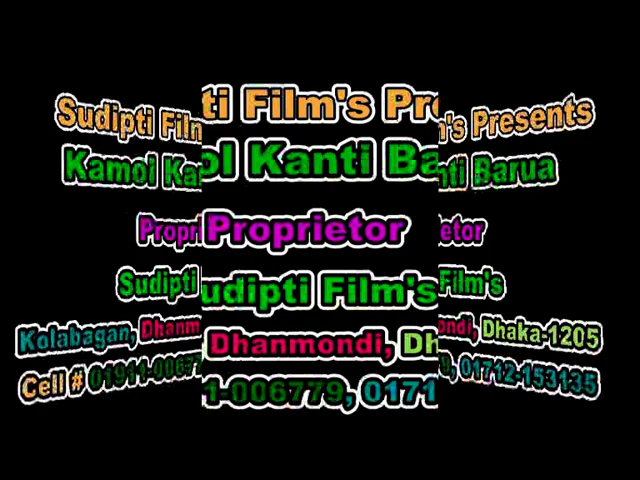 Sudipti Film's Presents
Kamol Kanti Barua
Proprietor
Sudipti Film's
Kolabagan, Dhanmondi, Dhaka-1205
Cell # 01911-006779, 01712-153135